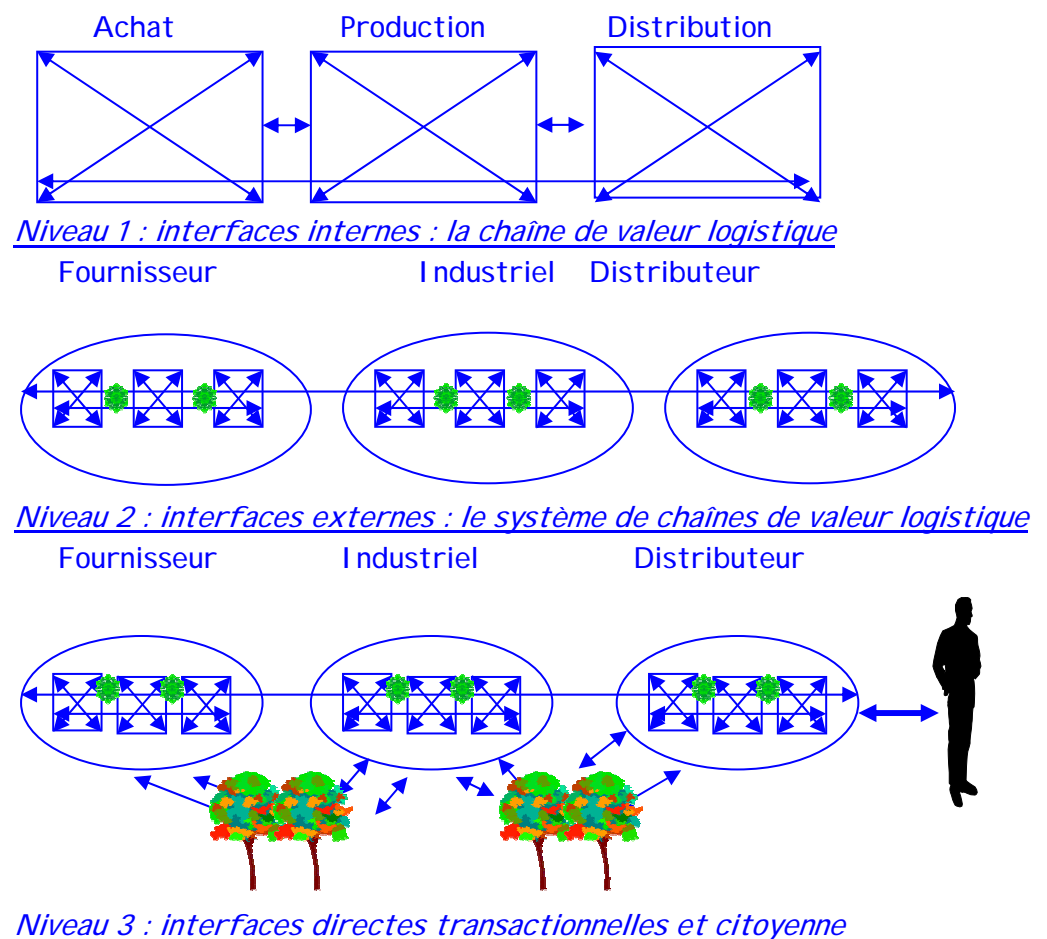 Achat Production Distribution
Niveau 1 : interfaces internes : la chaîne de valeur logistique
Fournisseur Industriel Distributeur
Niveau 2 : interfaces externes : le système de chaînes de valeur logistique
Fournisseur Industriel Distributeur
Niveau 3 : interfaces directes transactionnelles et citoyenne